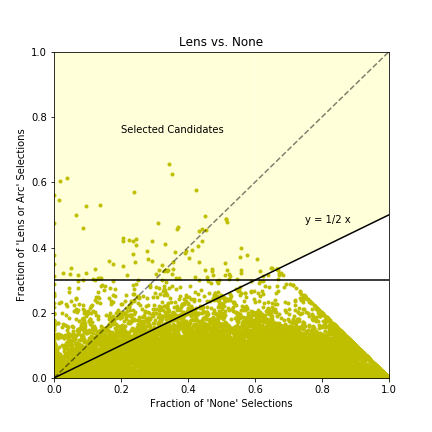 Lens vs. None
1.0
0.8
0.6
0.4
0.2
0.0
Fraction of 'Lens or Arc' Selections
Selected Candidates
y = 1/2 x
0.0 0.2 0.4 0.6 0.8 1.0
Fraction of 'None' Selections